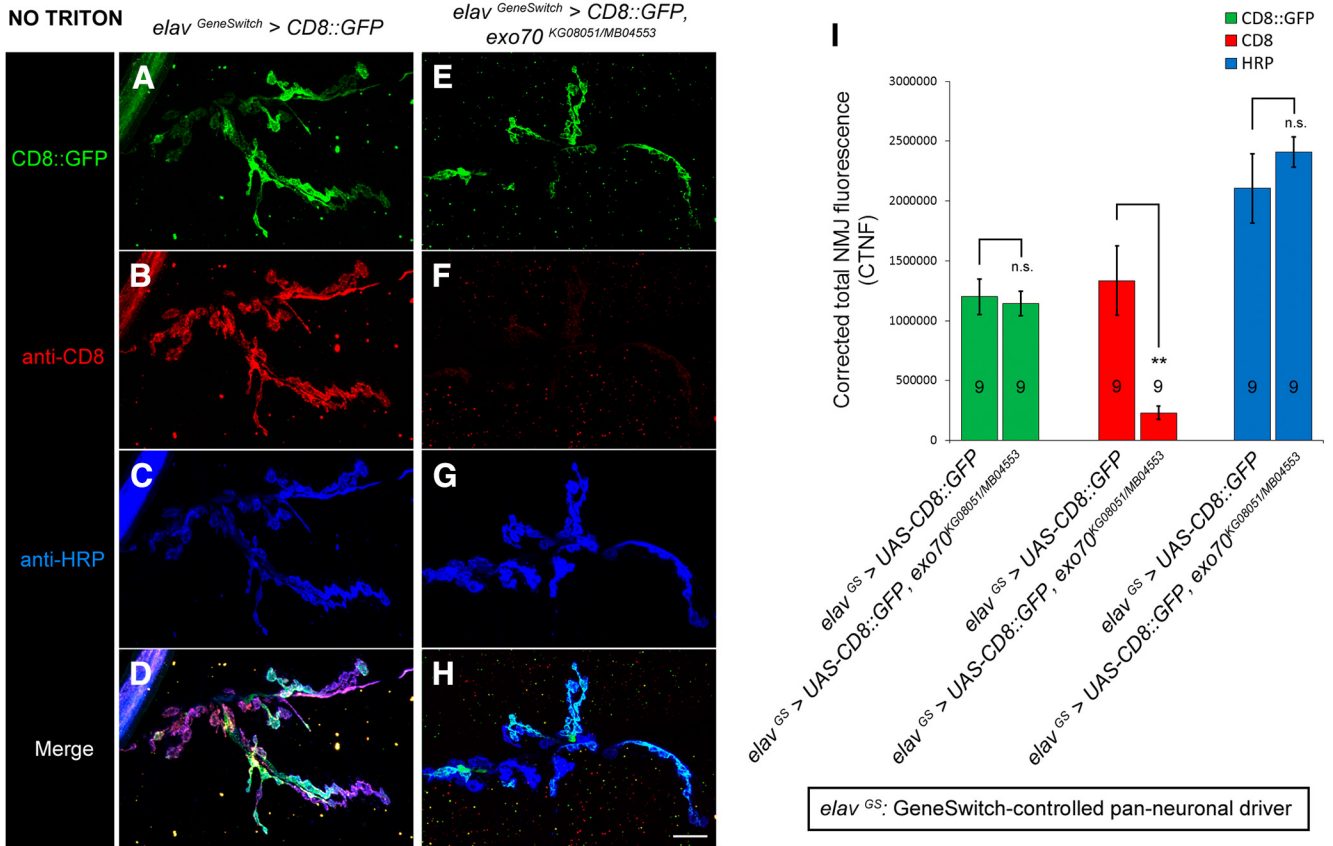 NO TRITON
elav GeneSwitch > CD8::GFP
elav GeneSwitch > CD8::GFP,
exo70 KG08051/MB04553
CD8::GFP
anti-CD8
anti-HRP
Merge
A
B
C
D
E
F
G
H
I
CD8::GFP
CD8
HRP
Corrected total NMJ fluorescence
(CTNF)
3000000
2500000
2000000
1500000
1000000
500000
0
n.s.
**
n.s.
9
9
9
9
9
9
elav GS > UAS-CD8::GFP
elav GS > UAS-CD8::GFP, exo70KG08051/MB04553
elav GS > UAS-CD8::GFP
elav GS > UAS-CD8::GFP, exo70KG08051/MB04553
elav GS > UAS-CD8::GFP
elav GS > UAS-CD8::GFP, exo70KG08051/MB04553
elav GS: GeneSwitch-controlled pan-neuronal driver